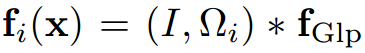 f_i(x) = (I, Ω_i) ∗ f_Glp